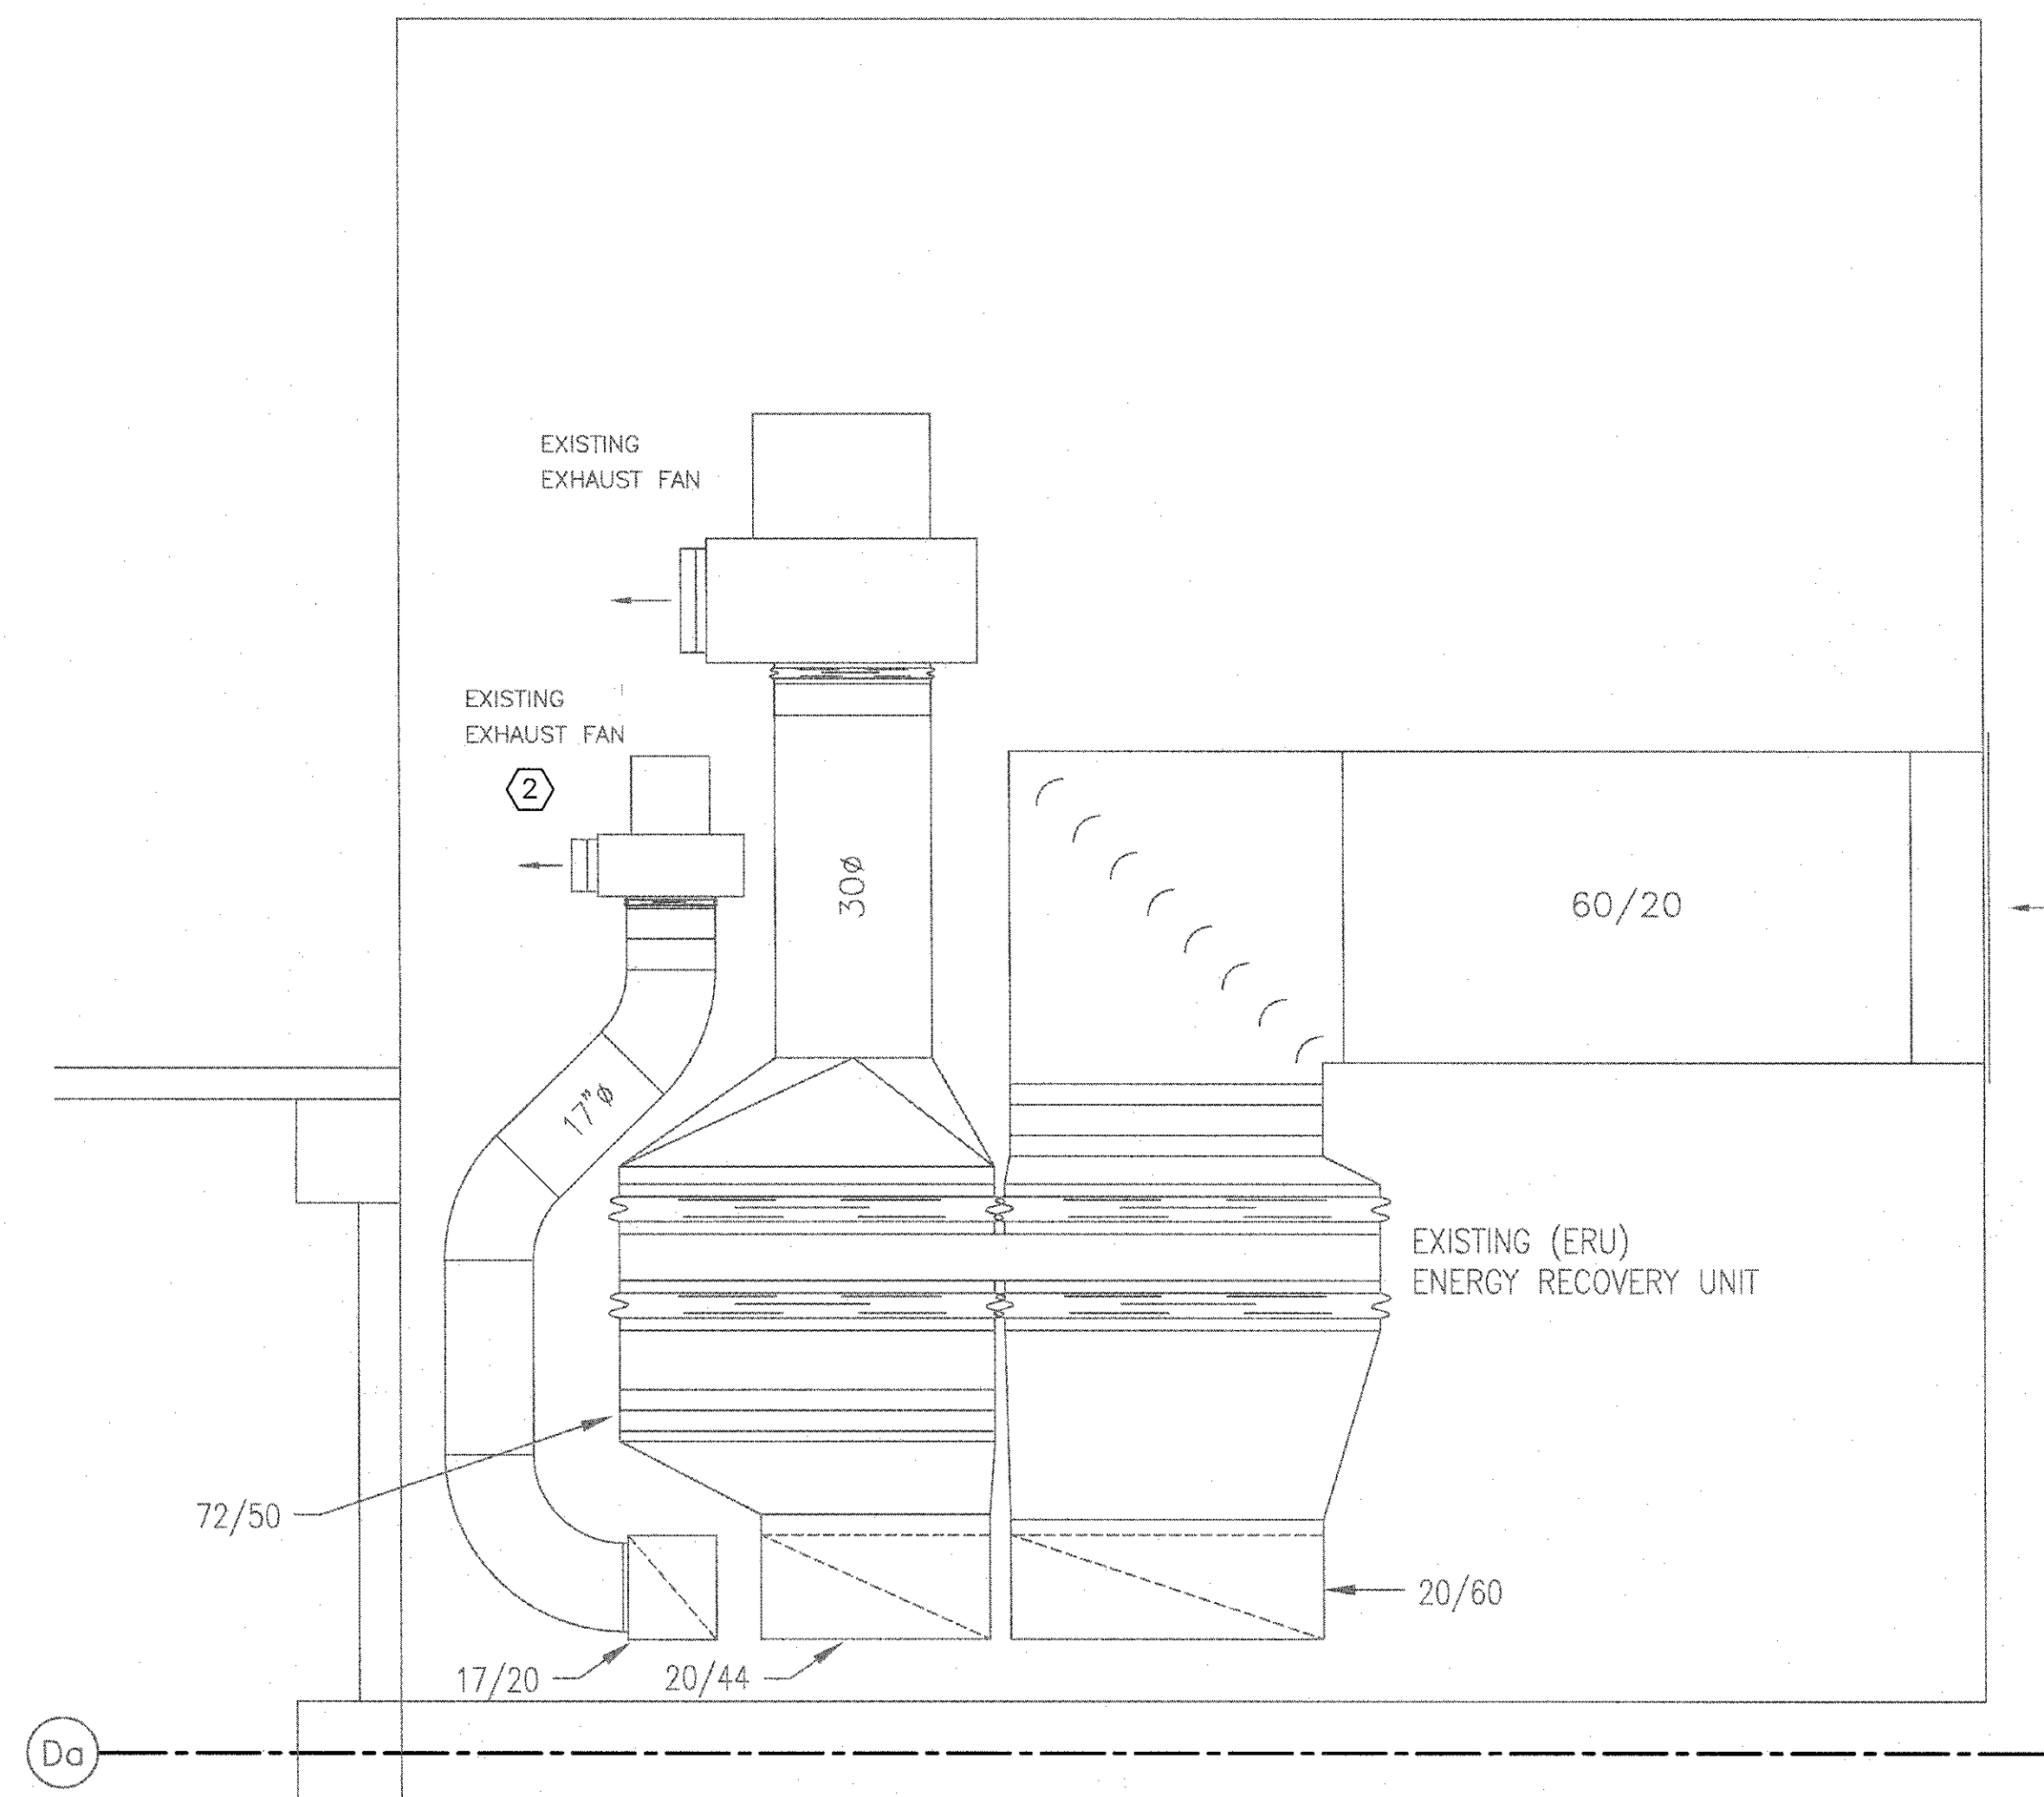 EXISTING
EXHAUST FAN
EXISTING
EXHAUST FAN
2
30ø
60/20
17"ø
EXISTING (ERU)
ENERGY RECOVERY UNIT
72/50
20/60
17/20
20/44
Da